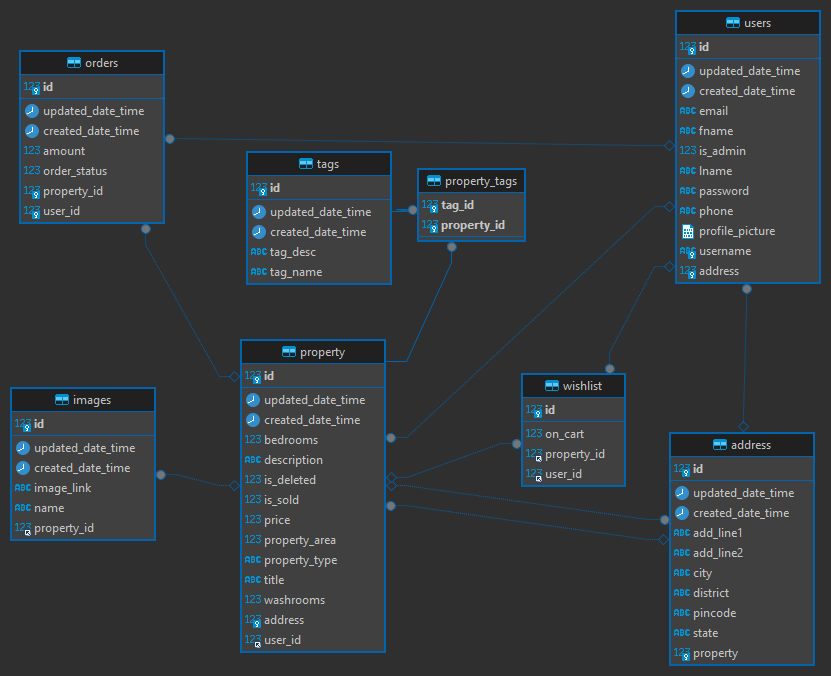 orders
123 id
updated_date_time
created_date_time
123 amount
123 order_status
123 property_id
123 user_id
tags
123 id
updated_date_time
created_date_time
ABC tag_desc
ABC tag_name
property_tags
123 tag_id
123 property_id
users
123 id
updated_date_time
created_date_time
ABC email
ABC fname
123 is_admin
ABC lname
ABC password
ABC phone
profile_picture
ABC username
123 address
images
123 id
updated_date_time
created_date_time
ABC image_link
ABC name
123 property_id
property
123 id
updated_date_time
created_date_time
123 bedrooms
ABC description
123 is_deleted
123 is_sold
123 price
123 property_area
ABC property_type
ABC title
123 washrooms
123 address
123 user_id
wishlist
123 id
123 on_cart
123 property_id
123 user_id
address
123 id
updated_date_time
created_date_time
ABC add_line1
ABC add_line2
ABC city
ABC district
ABC pincode
ABC state
123 property